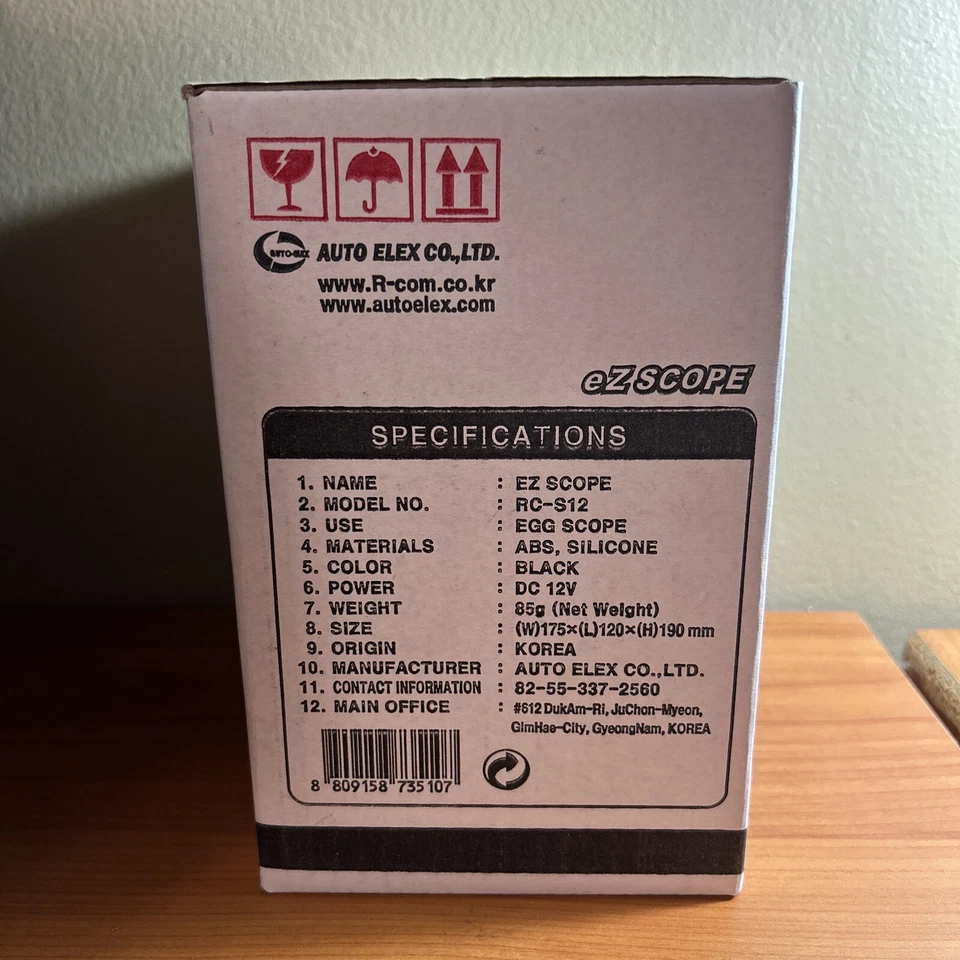 AUTO-ELEX AUTO ELEX CO.,LTD.
www.R-com.co.kr
www.autoelex.com
eZ SCOPE
SPECIFICATIONS
1. NAME : EZ SCOPE
2. MODEL NO. : RC-S12
3. USE : EGG SCOPE
4. MATERIALS : ABS, SILICONE
5. COLOR : BLACK
6. POWER : DC 12V
7. WEIGHT : 85g (Net Weight)
8. SIZE : (W)175×(L)120×(H)190 mm
9. ORIGIN : KOREA
10. MANUFACTURER : AUTO ELEX CO.,LTD.
11. CONTACT INFORMATION : 82-55-337-2560
12. MAIN OFFICE : #612 DukAm-Ri, JuChon-Myeon,
GimHae-City, GyeongNam, KOREA
8 809158 735107